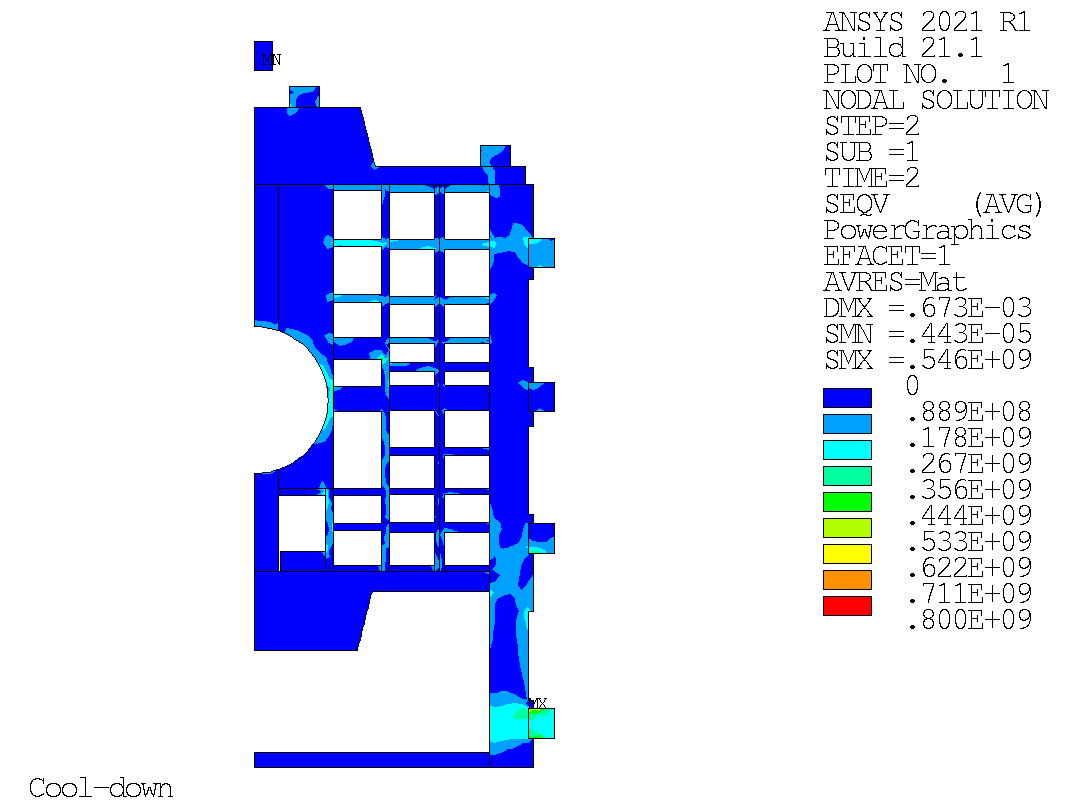 ANSYS 2021 R1
Build 21.1
PLOT NO.   1
NODAL SOLUTION
STEP=2
SUB =1
TIME=2
SEQV     (AVG)
PowerGraphics
EFACET=1
AVRES=Mat
DMX =.673E-03
SMN =.443E-05
SMX =.546E+09
0
.889E+08
.178E+09
.267E+09
.356E+09
.444E+09
.533E+09
.622E+09
.711E+09
.800E+09
MN
MX
Cool-down